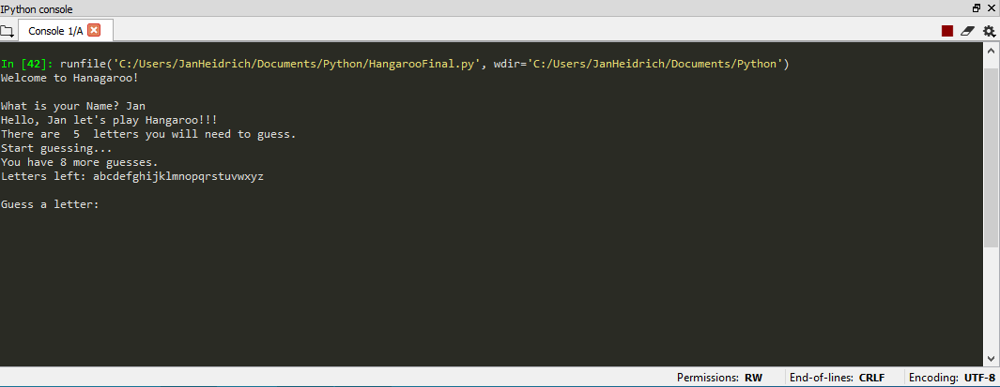 IPython console
Console 1/A
In [42]: runfile('C:/Users/JanHeidrich/Documents/Python/HangarooFinal.py', wdir='C:/Users/JanHeidrich/Documents/Python')
Welcome to Hanagaroo!
What is your Name? Jan
Hello, Jan let's play Hangaroo!!!
There are  5  letters you will need to guess.
Start guessing...
You have 8 more guesses.
Letters left: abcdefghijklmnopqrstuvwxyz
Guess a letter:
Permissions: RW End-of-lines: CRLF Encoding: UTF-8